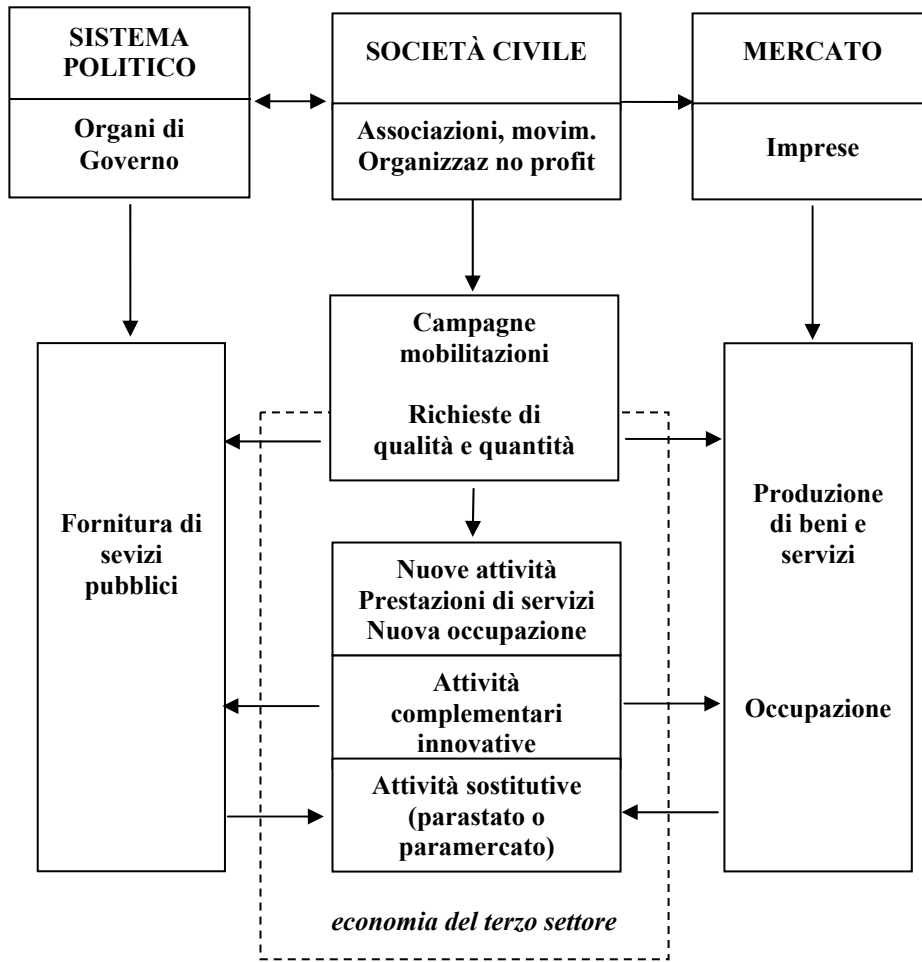 SISTEMA
POLITICO
Organi di
Governo
SOCIETÀ CIVILE
Associazioni, movim.
Organizzaz no profit
MERCATO
Imprese
Campagne
mobilitazioni
Richieste di
qualità e quantità
Fornitura di
sevizi
pubblici
Nuove attività
Prestazioni di servizi
Nuova occupazione
Attività
complementari
innovative
Attività sostitutive
(parastato o
paramercato)
Produzione
di beni e
servizi
Occupazione
economia del terzo settore